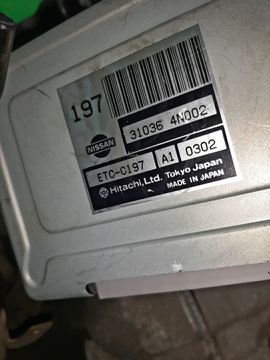 197
31036 4N002
NISSAN
ETC-C197 A1 0302
Hitachi, Ltd. Tokyo Japan
MADE IN JAPAN